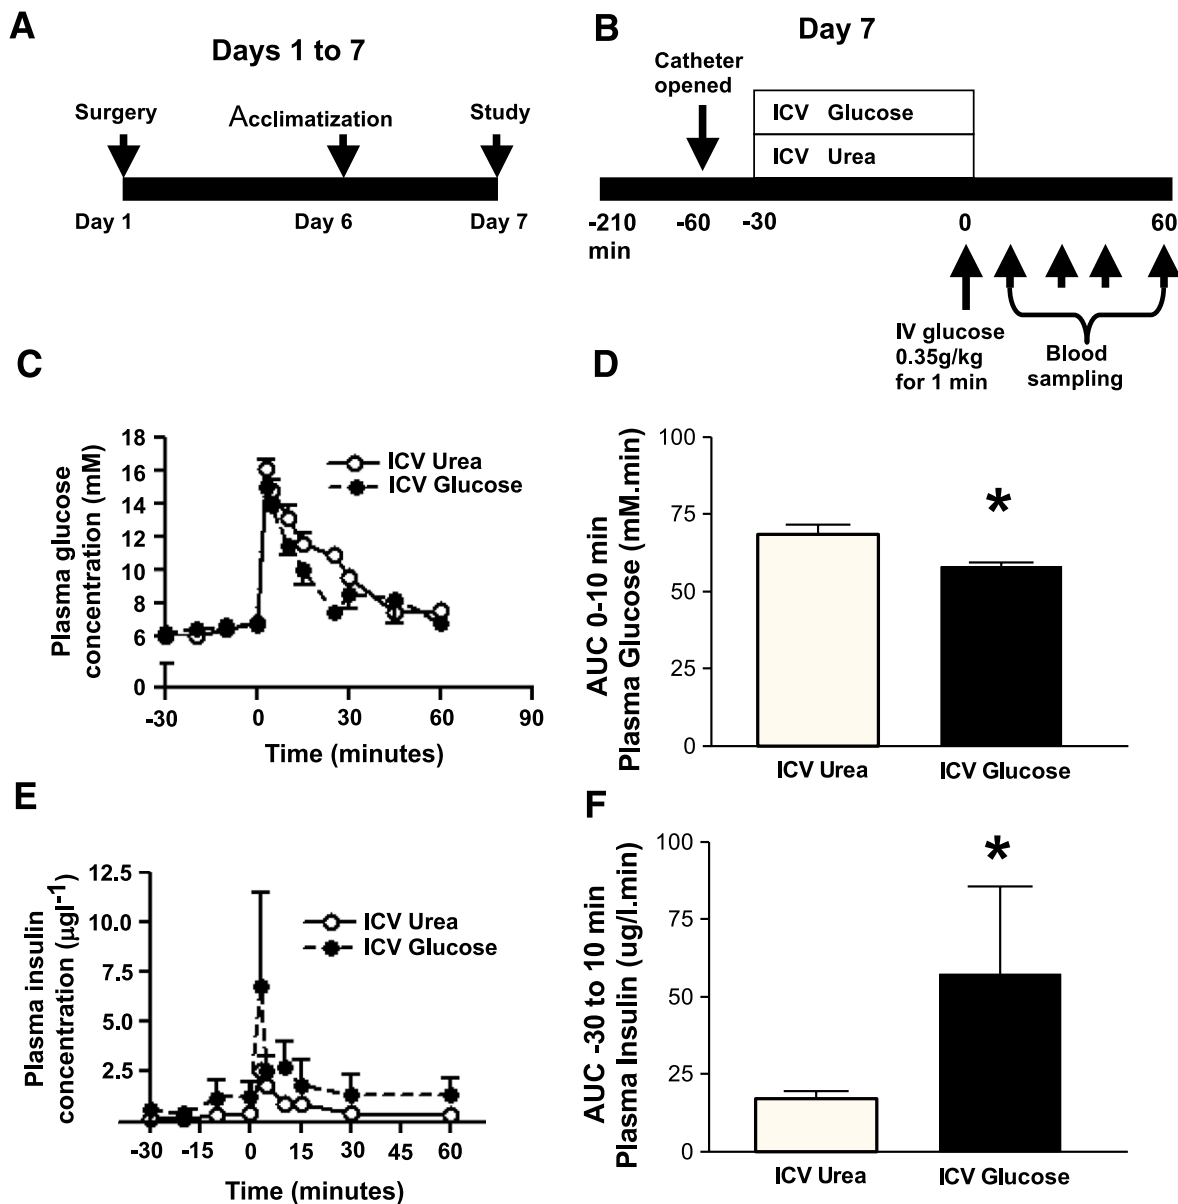 A
Days 1 to 7
Surgery
Acclimatization
Study
Day 1
Day 6
Day 7
B
Day 7
Catheter
opened
ICV Glucose
ICV Urea
-210
min
-60
-30
0
60
IV glucose
0.35g/kg
for 1 min
Blood
sampling
C
Plasma glucose
concentration (mM)
18
16
14
12
10
8
6
0
ICV Urea
ICV Glucose
-30
0
30
60
90
Time (minutes)
D
AUC 0-10 min
Plasma Glucose (mM.min)
100
75
50
25
0
*
ICV Urea
ICV Glucose
E
Plasma insulin
concentration (µgl-1)
12.5
10.0
7.5
5.0
2.5
ICV Urea
ICV Glucose
-30
-15
0
15
30
45
60
Time (minutes)
F
AUC -30 to 10 min
Plasma Insulin (ug/l.min)
100
75
50
25
0
*
ICV Urea
ICV Glucose